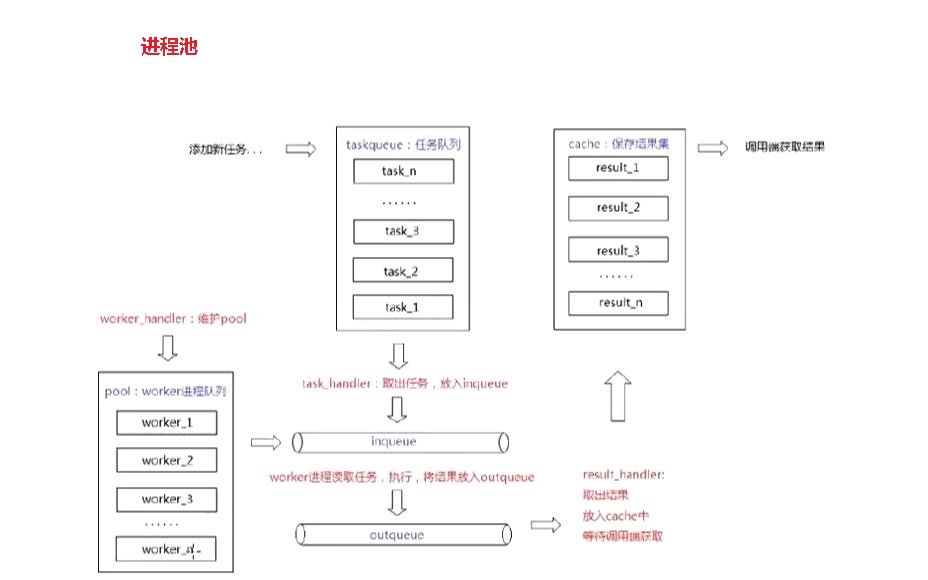 进程池
添加新任务...
taskqueue：任务队列
task_n
......
task_3
task_2
task_1
cache：保存结果集
result_1
result_2
result_3
......
result_n
调用端获取结果
worker_handler：维护pool
pool：worker进程队列
worker_1
worker_2
worker_3
......
task_handler：取出任务，放入inqueue
inqueue
worker进程读取任务，执行，将结果放入outqueue
outqueue
result_handler:
取出结果
放入cache中
等待调用端获取